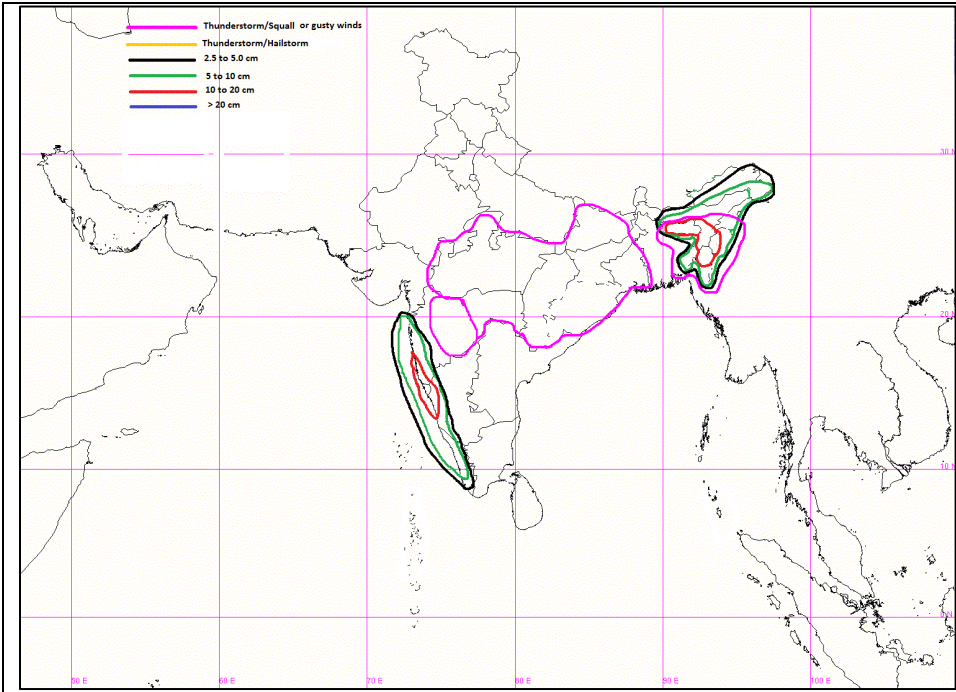 Thunderstorm/Squall or gusty winds
Thunderstorm/Hailstorm
2.5 to 5.0 cm
5 to 10 cm
10 to 20 cm
> 20 cm
30 N
20 N
10 N
50 E
60 E
70 E
80 E
90 E
100 E